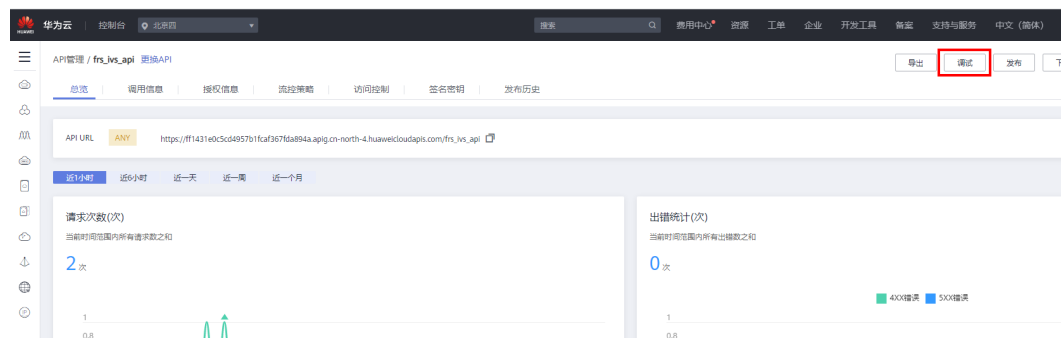 HUAWEI 华为云 控制台 北京四 搜索 费用中心 资源 工单 企业 开发工具 备案 支持与服务 中文 (简体)
API管理 / frs_ivs_api 更换API 导出 调试 发布 下
总览 调用信息 授权信息 流控策略 访问控制 签名密钥 发布历史
API URL ANY https://ff1431e0c5cd4957b1fcaf367fda894a.apig.cn-north-4.huaweicloudapis.com/frs_ivs_api
近1小时 近6小时 近一天 近一周 近一个月
请求次数(次) 出错统计(次)
当前时间范围内所有请求数之和 当前时间范围内所有出错数之和
2 次 0 次
4XX错误 5XX错误
1 1
0.8 0.8